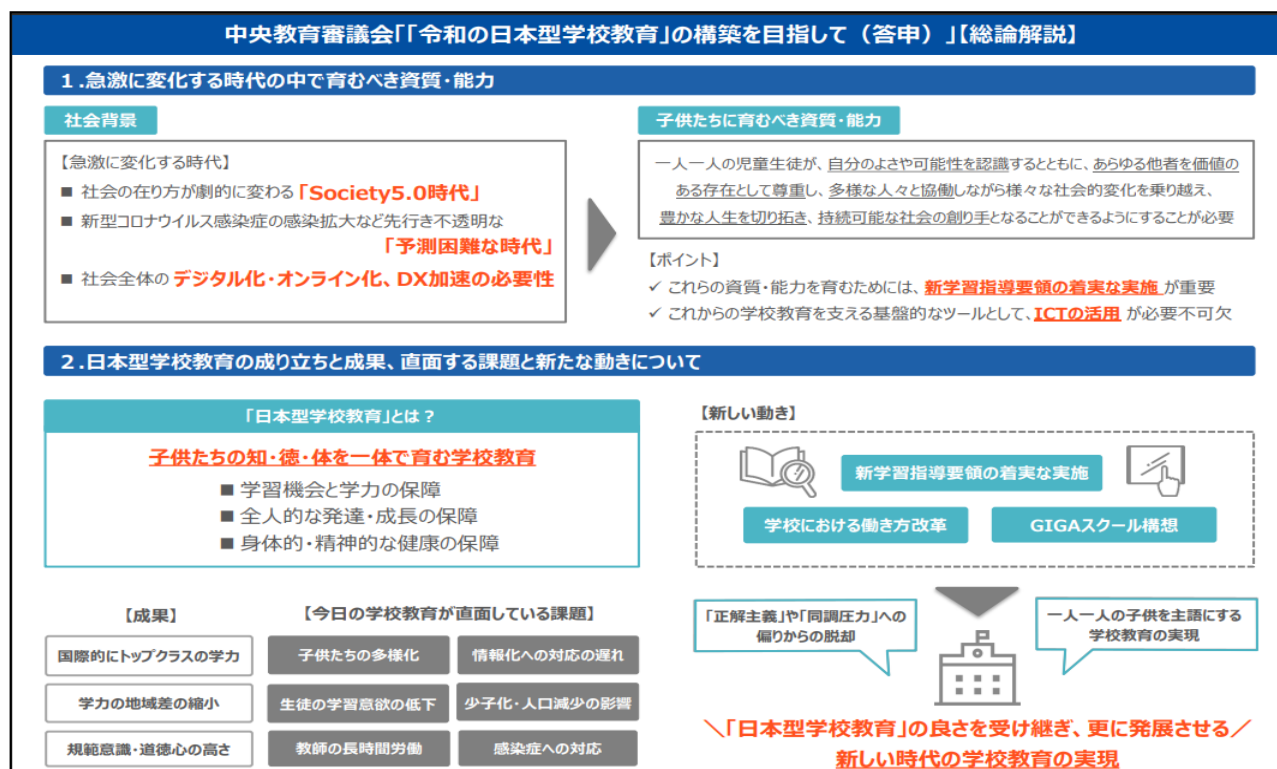 中央教育審議会「「令和の日本型学校教育」の構築を目指して（答申）」【総論解説】
１.急激に変化する時代の中で育むべき資質・能力
社会背景
【急激に変化する時代】
■ 社会の在り方が劇的に変わる「Society5.0時代」
■ 新型コロナウイルス感染症の感染拡大など先行き不透明な
「予測困難な時代」
■ 社会全体の デジタル化・オンライン化、DX加速の必要性
子供たちに育むべき資質・能力
一人一人の児童生徒が、自分のよさや可能性を認識するとともに、あらゆる他者を価値の
ある存在として尊重し、多様な人々と協働しながら様々な社会的変化を乗り越え、
豊かな人生を切り拓き、持続可能な社会の創り手となることができるようにすることが必要
【ポイント】
✓ これらの資質・能力を育むためには、新学習指導要領の着実な実施 が重要
✓ これからの学校教育を支える基盤的なツールとして、ICTの活用 が必要不可欠
２.日本型学校教育の成り立ちと成果、直面する課題と新たな動きについて
「日本型学校教育」とは？
子供たちの知・徳・体を一体で育む学校教育
■ 学習機会と学力の保障
■ 全人的な発達・成長の保障
■ 身体的・精神的な健康の保障
【成果】
国際的にトップクラスの学力
学力の地域差の縮小
規範意識・道徳心の高さ
【今日の学校教育が直面している課題】
子供たちの多様化
情報化への対応の遅れ
生徒の学習意欲の低下
少子化・人口減少の影響
教師の長時間労働
感染症への対応
【新しい動き】
新学習指導要領の着実な実施
学校における働き方改革
GIGAスクール構想
「正解主義」や「同調圧力」への
偏りからの脱却
一人一人の子供を主語にする
学校教育の実現
＼「日本型学校教育」の良さを受け継ぎ、更に発展させる／
新しい時代の学校教育の実現